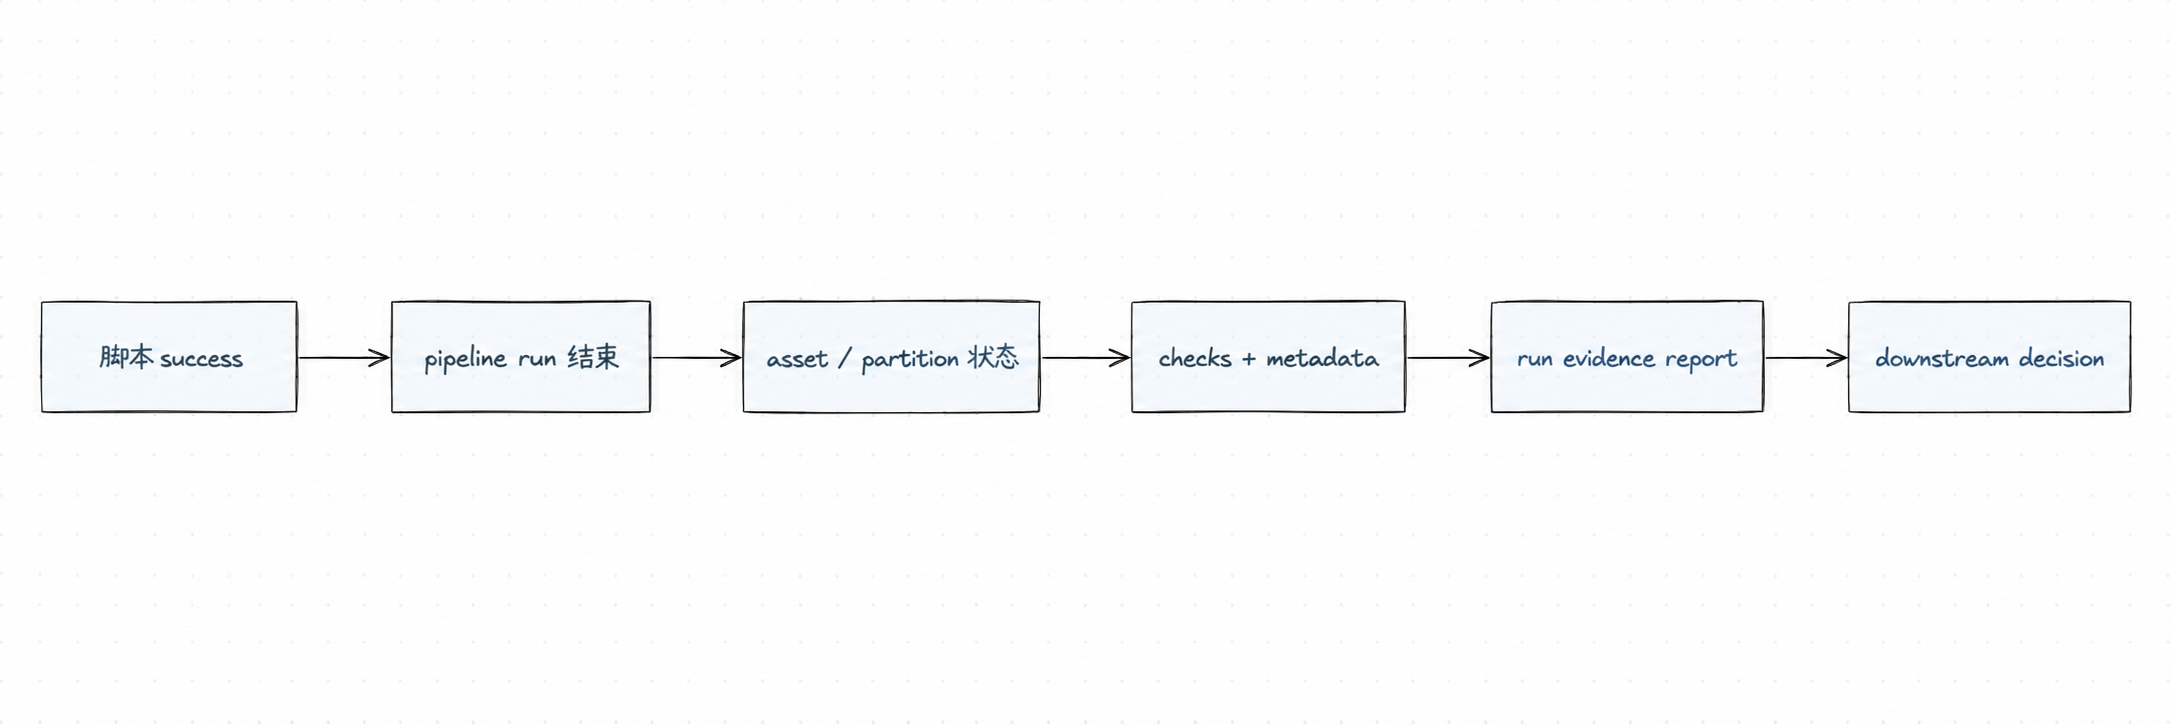 脚本 success
pipeline run 结束
asset / partition 状态
checks + metadata
run evidence report
downstream decision